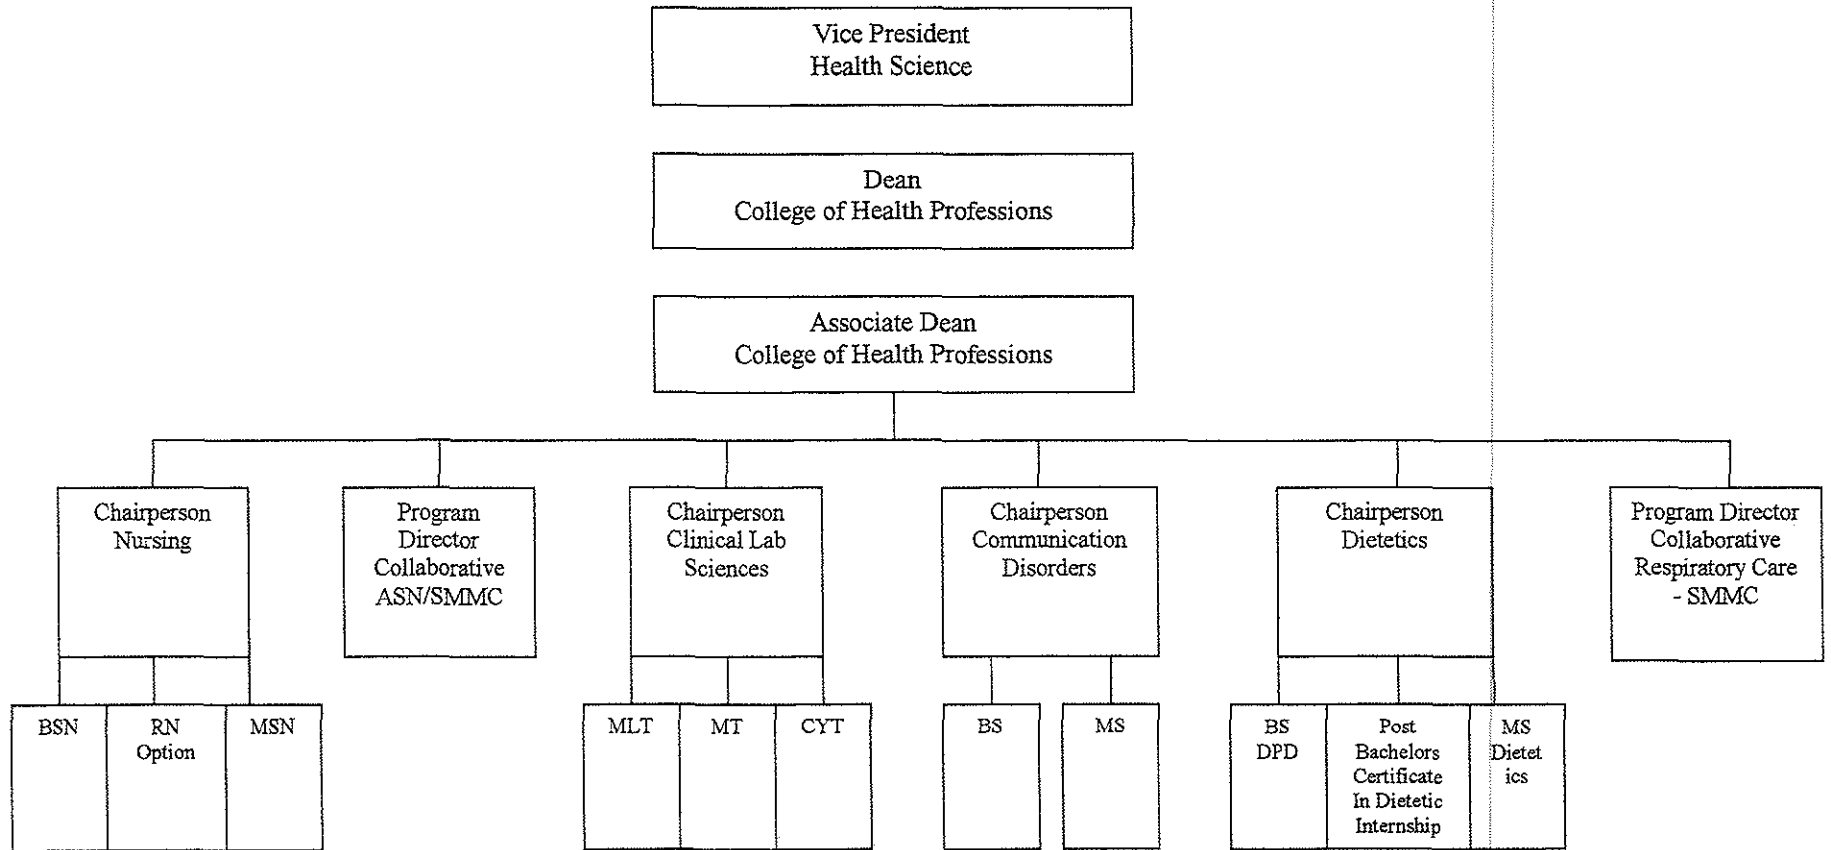 Vice President
Health Science
Dean
College of Health Professions
Associate Dean
College of Health Professions
Chairperson
Nursing
Program
Director
Collaborative
ASN/SMMC
Chairperson
Clinical Lab
Sciences
Chairperson
Communication
Disorders
Chairperson
Dietetics
Program Director
Collaborative
Respiratory Care
- SMMC
BSN
RN
Option
MSN
MLT
MT
CYT
BS
MS
BS
DPD
Post
Bachelors
Certificate
In Dietetic
Internship
MS
Dietet
ics